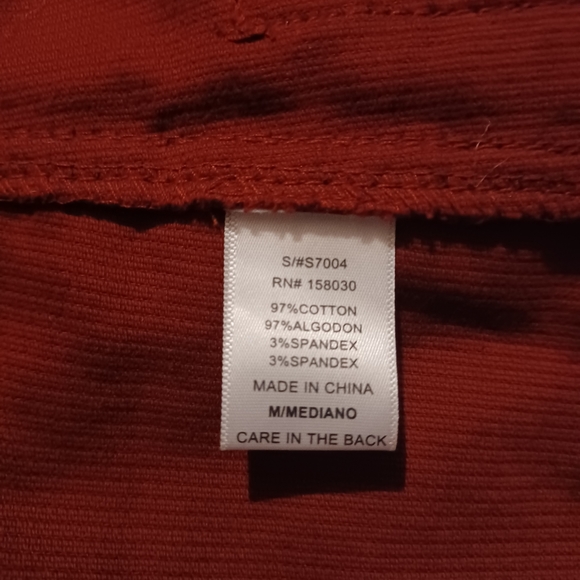 S/#S7004
RN# 158030
97%COTTON
97%ALGODON
3%SPANDEX
3%SPANDEX
MADE IN CHINA
M/MEDIANO
CARE IN THE BACK